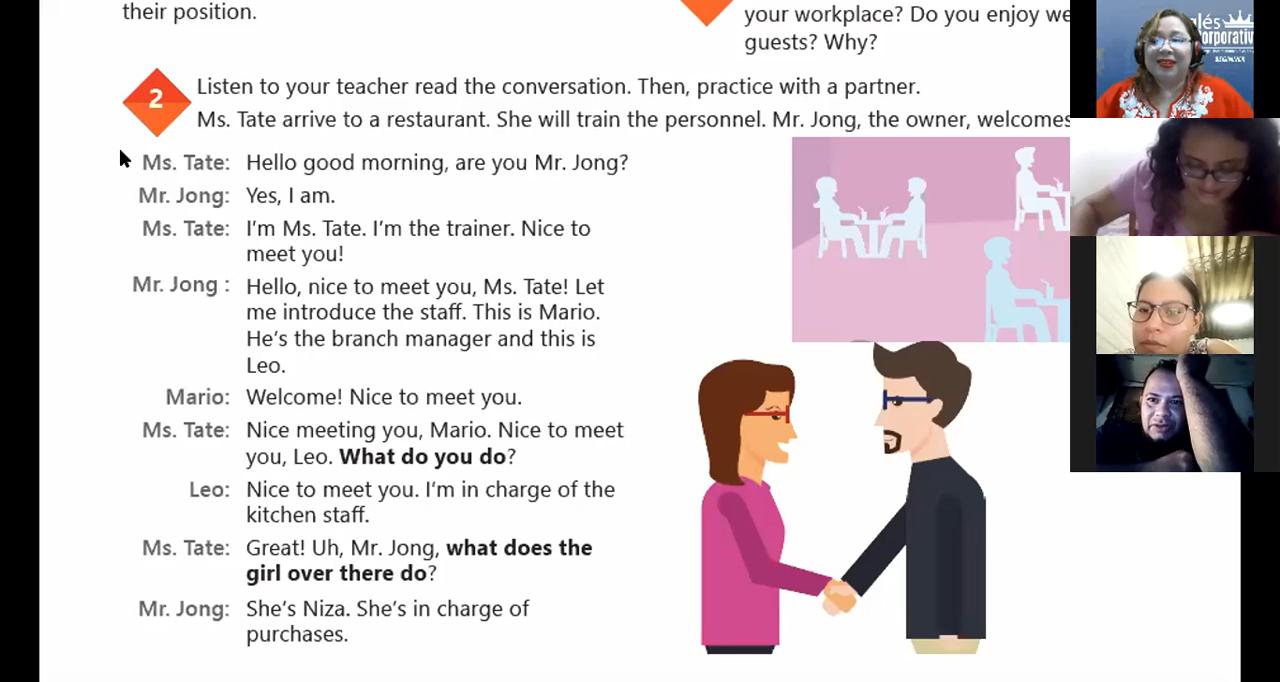 their position.
your workplace? Do you enjoy we
guests? Why?
2
Listen to your teacher read the conversation. Then, practice with a partner.
Ms. Tate arrive to a restaurant. She will train the personnel. Mr. Jong, the owner, welcomes
Ms. Tate: Hello good morning, are you Mr. Jong?
Mr. Jong: Yes, I am.
Ms. Tate: I'm Ms. Tate. I'm the trainer. Nice to
meet you!
Mr. Jong : Hello, nice to meet you, Ms. Tate! Let
me introduce the staff. This is Mario.
He's the branch manager and this is
Leo.
Mario: Welcome! Nice to meet you.
Ms. Tate: Nice meeting you, Mario. Nice to meet
you, Leo. What do you do?
Leo: Nice to meet you. I'm in charge of the
kitchen staff.
Ms. Tate: Great! Uh, Mr. Jong, what does the
girl over there do?
Mr. Jong: She's Niza. She's in charge of
purchases.
glés
orporativ